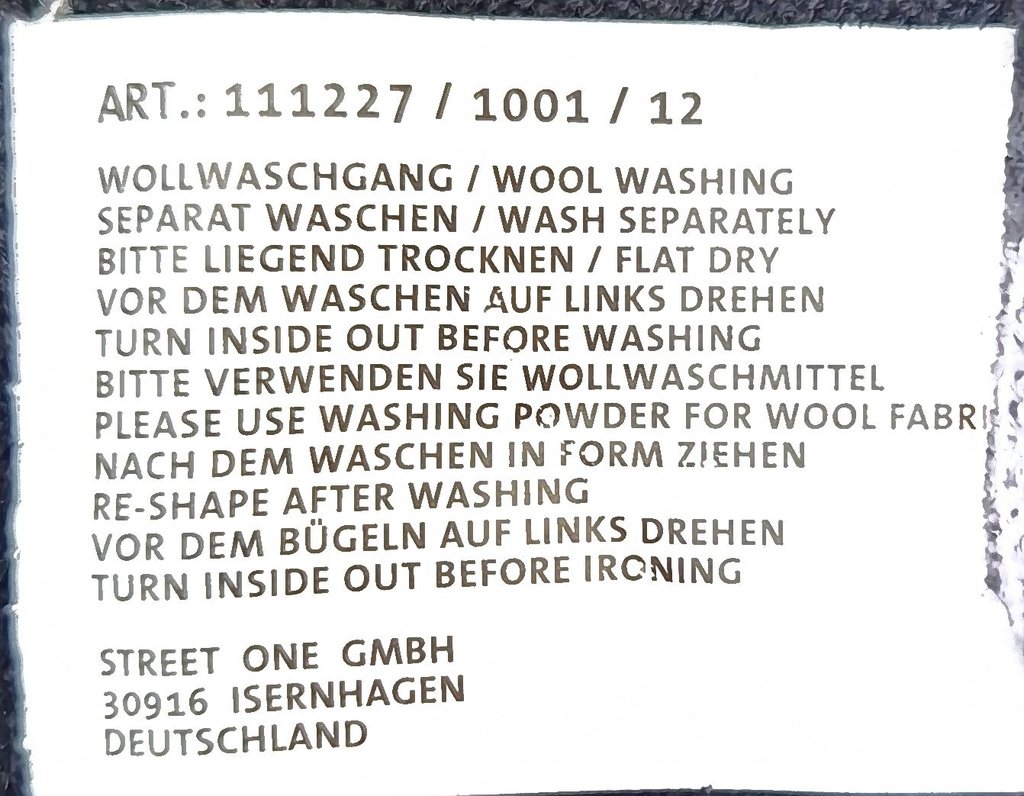 ART.: 111227 / 1001 / 12
WOLLWASCHGANG / WOOL WASHING
SEPARAT WASCHEN / WASH SEPARATELY
BITTE LIEGEND TROCKNEN / FLAT DRY
VOR DEM WASCHEN AUF LINKS DREHEN
TURN INSIDE OUT BEFORE WASHING
BITTE VERWENDEN SIE WOLLWASCHMITTEL
PLEASE USE WASHING POWDER FOR WOOL
NACH DEM WASCHEN IN FORM ZIEHEN
RE-SHAPE AFTER WASHING
VOR DEM BÜGELN AUF LINKS DREHEN
TURN INSIDE OUT BEFORE IRONING
STREET ONE GMBH
30916 ISERNHAGEN
DEUTSCHLAND